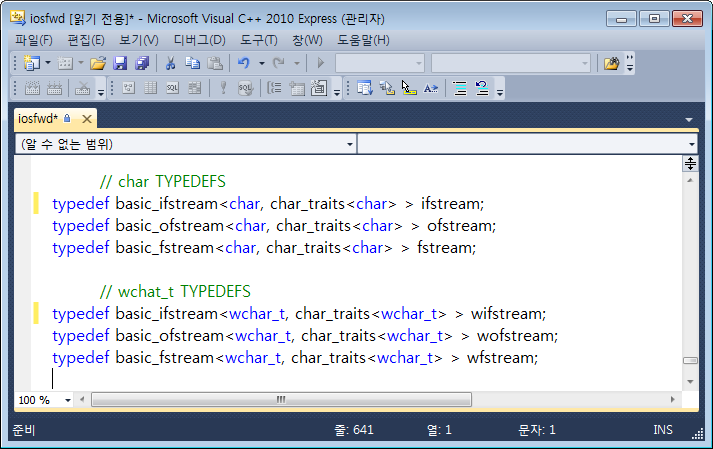 iosfwd [읽기 전용]* - Microsoft Visual C++ 2010 Express (관리자)
파일(F) 편집(E) 보기(V) 디버그(D) 도구(T) 창(W) 도움말(H)
iosfwd*
(알 수 없는 범위)
// char TYPEDEFS
typedef basic_ifstream<char, char_traits<char> > ifstream;
typedef basic_ofstream<char, char_traits<char> > ofstream;
typedef basic_fstream<char, char_traits<char> > fstream;
// wchat_t TYPEDEFS
typedef basic_ifstream<wchar_t, char_traits<wchar_t> > wifstream;
typedef basic_ofstream<wchar_t, char_traits<wchar_t> > wofstream;
typedef basic_fstream<wchar_t, char_traits<wchar_t> > wfstream;
100 %
준비 줄: 641 열: 1 문자: 1 INS